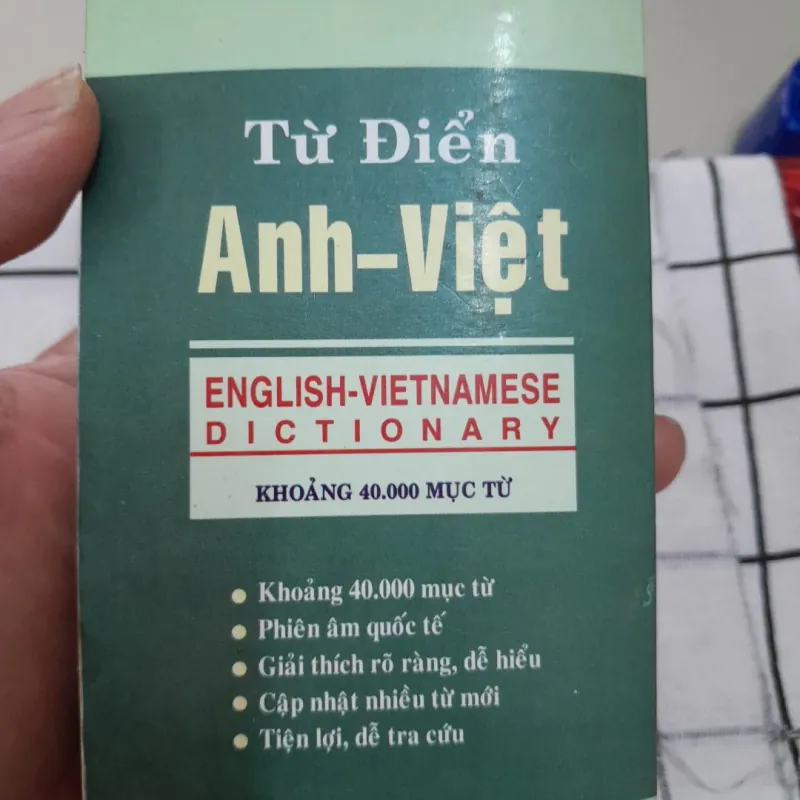 Từ Điển
Anh-Việt
ENGLISH-VIETNAMESE
DICTIONARY
KHOẢNG 40.000 MỤC TỪ
• Khoảng 40.000 mục từ
• Phiên âm quốc tế
• Giải thích rõ ràng, dễ hiểu
• Cập nhật nhiều từ mới
• Tiện lợi, dễ tra cứu